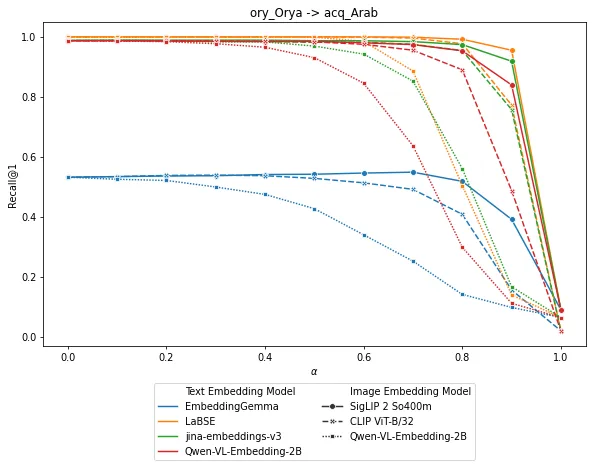 ory_Orya -> acq_Arab
1.0
0.8
0.6
0.4
0.2
0.0
Recall@1
0.0 0.2 0.4 0.6 0.8 1.0
α
Text Embedding Model
EmbeddingGemma
LaBSE
jina-embeddings-v3
Qwen-VL-Embedding-2B
Image Embedding Model
SigLIP 2 So400m
CLIP ViT-B/32
Qwen-VL-Embedding-2B